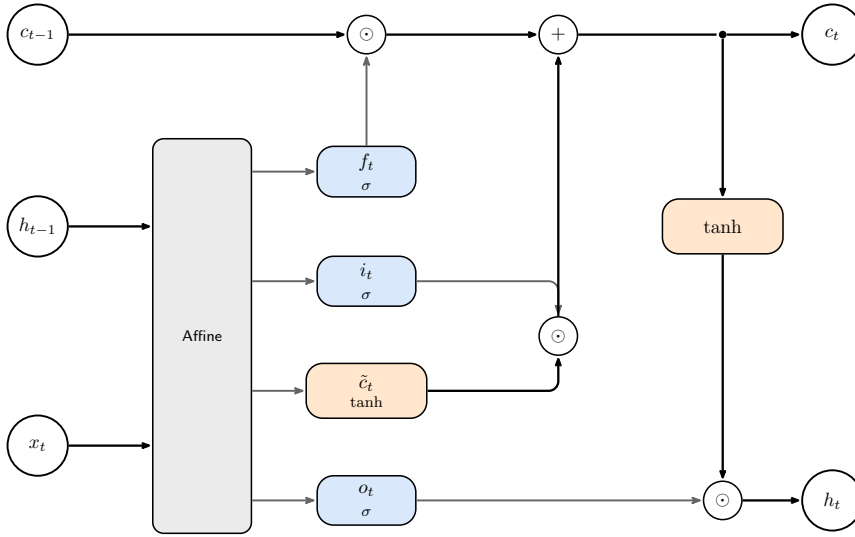 c_{t−1}
⊙
+
c_t
f_t
σ
h_{t−1}
tanh
i_t
σ
Affine
⊙
c̃_t
tanh
x_t
o_t
σ
⊙
h_t